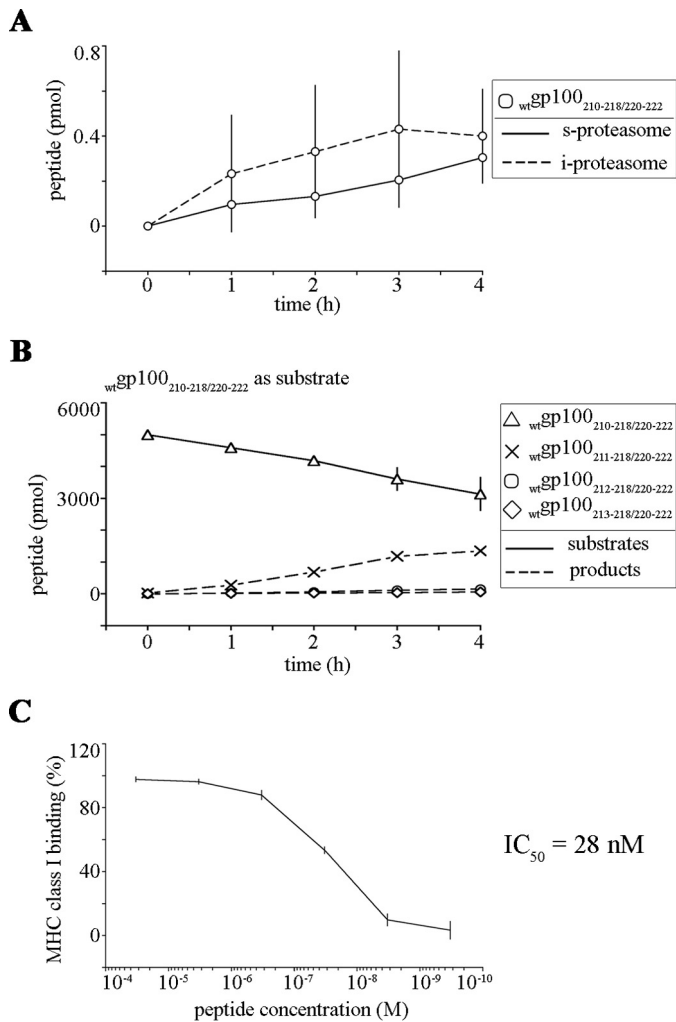 A
0.8
0.4
0
peptide (pmol)
0 1 2 3 4
time (h)
wtgp100210-218/220-222
s-proteasome
i-proteasome
B
wtgp100210-218/220-222 as substrate
6000
3000
0
peptide (pmol)
0 1 2 3 4
time (h)
wtgp100210-218/220-222
wtgp100211-218/220-222
wtgp100212-218/220-222
wtgp100213-218/220-222
substrates
products
C
120
80
40
0
MHC class I binding (%)
10-4 10-5 10-6 10-7 10-8 10-9 10-10
peptide concentration (M)
IC50 = 28 nM